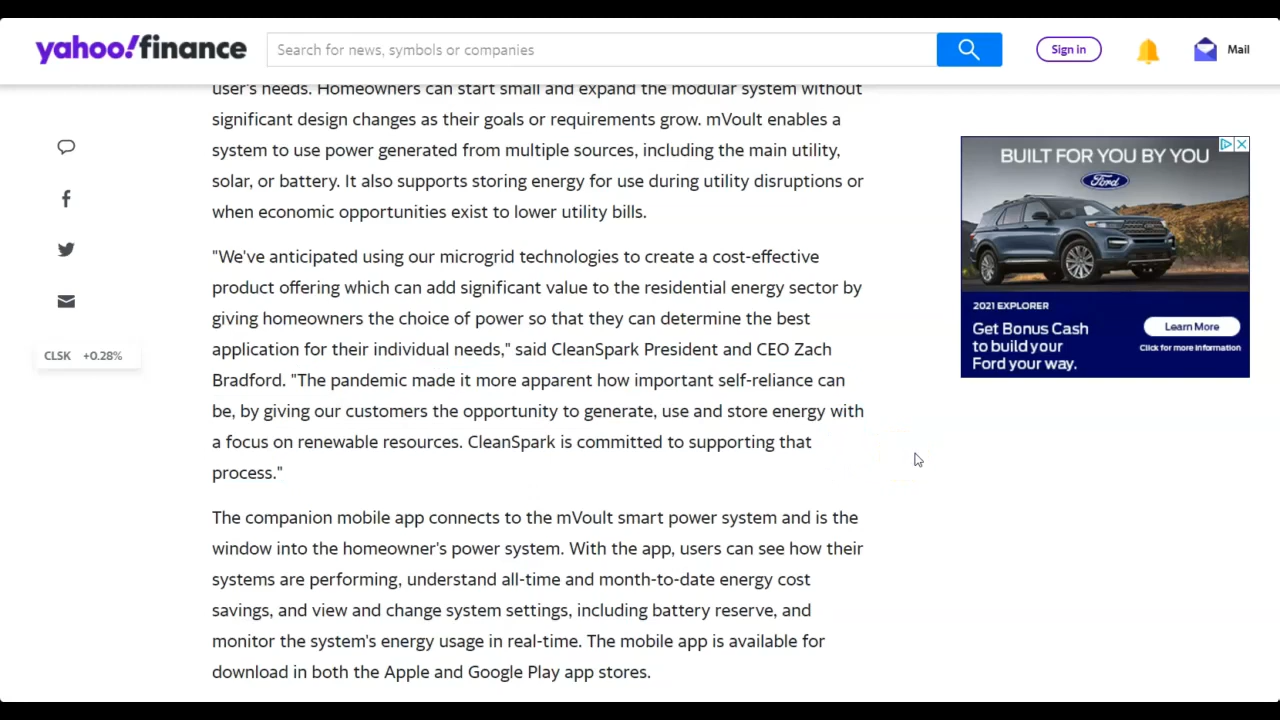 yahoo!finance
Search for news, symbols or companies
Sign in
Mail
user's needs. Homeowners can start small and expand the modular system without
significant design changes as their goals or requirements grow. mVoult enables a
system to use power generated from multiple sources, including the main utility,
solar, or battery. It also supports storing energy for use during utility disruptions or
when economic opportunities exist to lower utility bills.
"We've anticipated using our microgrid technologies to create a cost-effective
product offering which can add significant value to the residential energy sector by
giving homeowners the choice of power so that they can determine the best
application for their individual needs," said CleanSpark President and CEO Zach
Bradford. "The pandemic made it more apparent how important self-reliance can
be, by giving our customers the opportunity to generate, use and store energy with
a focus on renewable resources. CleanSpark is committed to supporting that
process."
The companion mobile app connects to the mVoult smart power system and is the
window into the homeowner's power system. With the app, users can see how their
systems are performing, understand all-time and month-to-date energy cost
savings, and view and change system settings, including battery reserve, and
monitor the system's energy usage in real-time. The mobile app is available for
download in both the Apple and Google Play app stores.
CLSK +0.28%
BUILT FOR YOU BY YOU
Ford
2021 EXPLORER
Get Bonus Cash
to build your
Ford your way.
Learn More
Click for more information